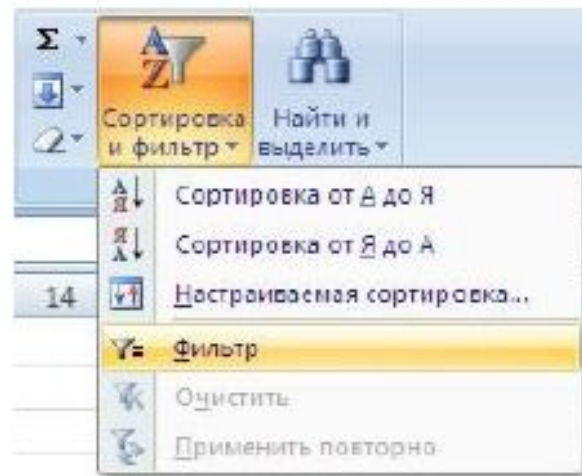 Σ
Сортировка
и фильтр
Найти и
выделить
Сортировка от А до Я
Сортировка от Я до А
14
Настраиваемая сортировка...
Фильтр
Очистить
Применить повторно